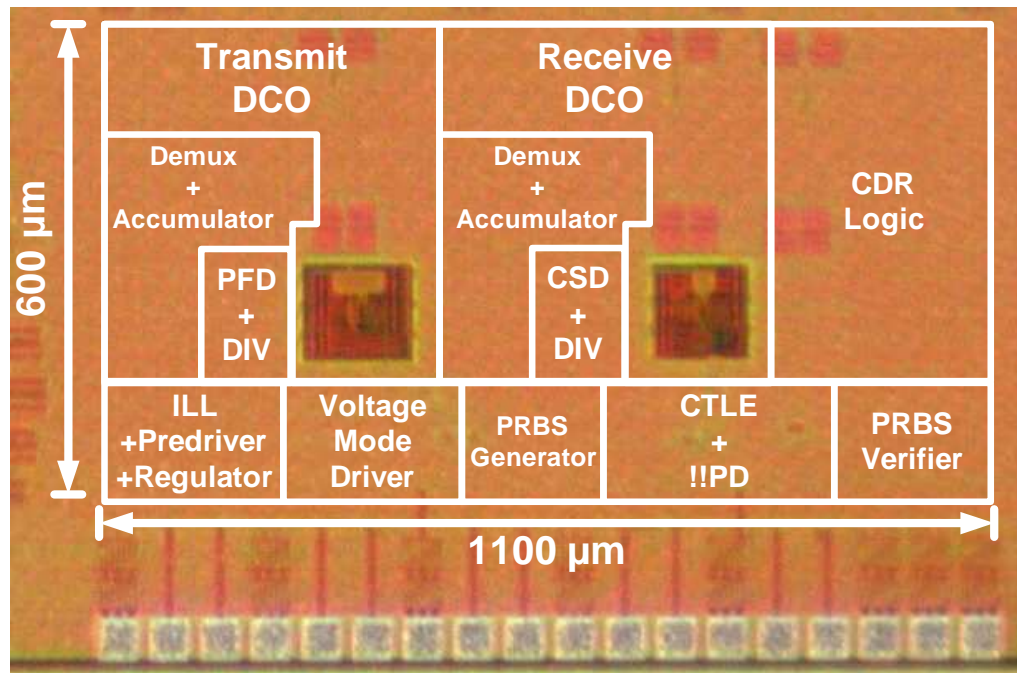 Transmit
DCO
Receive
DCO
Demux
+
Accumulator
Demux
+
Accumulator
CDR
Logic
PFD
+
DIV
CSD
+
DIV
600 µm
ILL
+Predriver
+Regulator
Voltage
Mode
Driver
PRBS
Generator
CTLE
+
!!PD
PRBS
Verifier
1100 µm